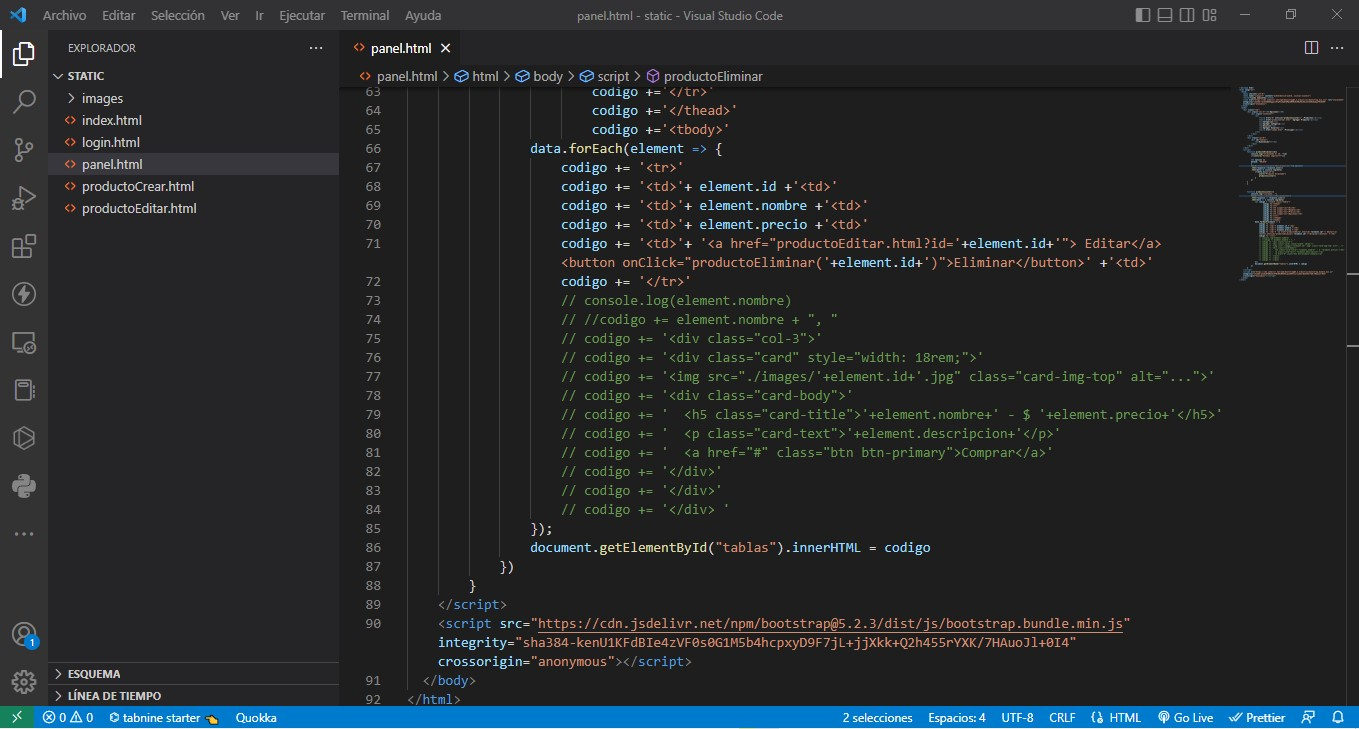 Archivo Editar Selección Ver Ir Ejecutar Terminal Ayuda
panel.html - static - Visual Studio Code
EXPLORADOR
STATIC
images
index.html
login.html
panel.html
productoCrear.html
productoEditar.html
ESQUEMA
LÍNEA DE TIEMPO
panel.html
panel.html > html > body > script > productoEliminar
63 codigo +='</tr>'
64 codigo +='</thead>'
65 codigo +='<tbody>'
66 data.forEach(element => {
67 codigo += '<tr>'
68 codigo += '<td>'+ element.id +'<td>'
69 codigo += '<td>'+ element.nombre +'<td>'
70 codigo += '<td>'+ element.precio +'<td>'
71 codigo += '<td>'+ '<a href="productoEditar.html?id='+element.id+'"> Editar</a>
<button onClick="productoEliminar('+element.id+')">Eliminar</button>' +'<td>'
72 codigo += '</tr>'
73 // console.log(element.nombre)
74 // //codigo += element.nombre + ", "
75 // codigo += '<div class="col-3">'
76 // codigo += '<div class="card" style="width: 18rem;">'
77 // codigo += '<img src="./images/'+element.id+'.jpg" class="card-img-top" alt="...">'
78 // codigo += '<div class="card-body">'
79 // codigo += '  <h5 class="card-title">'+element.nombre+' - $ '+element.precio+'</h5>'
80 // codigo += '  <p class="card-text">'+element.descripcion+'</p>'
81 // codigo += '  <a href="#" class="btn btn-primary">Comprar</a>'
82 // codigo += '</div>'
83 // codigo += '</div>'
84 // codigo += '</div> '
85 });
86 document.getElementById("tablas").innerHTML = codigo
87 })
88 }
89 </script>
90 <script src="https://cdn.jsdelivr.net/npm/bootstrap@5.2.3/dist/js/bootstrap.bundle.min.js"
integrity="sha384-kenU1KFdBIe4zVF0s0G1M5b4hcpxyD9F7jL+jjXkk+Q2h455rYXK/7HAuoJl+0I4"
crossorigin="anonymous"></script>
91 </body>
92 </html>
1
0 0 tabnine starter Quokka
2 selecciones Espacios: 4 UTF-8 CRLF HTML Go Live Prettier